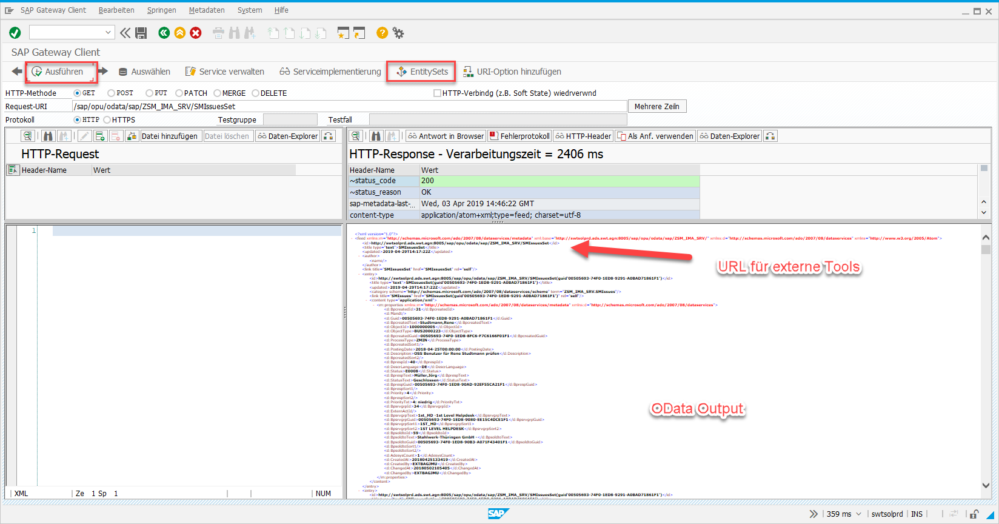 SAP Gateway Client Bearbeiten Springen Metadaten System Hilfe
SAP Gateway Client
Ausführen Auswählen Service verwalten Serviceimplementierung EntitySets URI-Option hinzufügen
HTTP-Methode GET POST PUT PATCH MERGE DELETE HTTP-Verbindg (z.B. Soft State) wiedrverwnd
Request-URI /sap/opu/odata/sap/ZSM_IMA_SRV/SMIssuesSet Mehrere Zeiln
Protokoll HTTP HTTPS Testgruppe Testfall
Datei hinzufügen Datei löschen Daten-Explorer Antwort in Browser Fehlerprotokoll HTTP-Header Als Anf. verwenden Daten-Explorer
HTTP-Request
Header-Name Wert
HTTP-Response - Verarbeitungszeit = 2406 ms
Header-Name Wert
~status_code 200
~status_reason OK
sap-metadata-last-... Wed, 03 Apr 2019 14:46:22 GMT
content-type application/atom+xml;type=feed; charset=utf-8
1
<?xml version="1.0"?>
- <feed xmlns:m="http://schemas.microsoft.com/ado/2007/08/dataservices/metadata" xml:base="http://swtsolprd.ads.swt.agn:8005/sap/opu/odata/sap/ZSM_IMA_SRV/" xmlns:d="http://schemas.microsoft.com/ado/2007/08/dataservices" xmlns="http://www.w3.org/2005/Atom">
<id>http://swtsolprd.ads.swt.agn:8005/sap/opu/odata/sap/ZSM_IMA_SRV/SMIssuesSet</id>
<title type="text">SMIssuesSet</title>
<updated>2019-04-29T14:17:22Z</updated>
- <author>
<name/>
</author>
<link title="SMIssuesSet" href="SMIssuesSet" rel="self"/>
- <entry>
<id>http://swtsolprd.ads.swt.agn:8005/sap/opu/odata/sap/ZSM_IMA_SRV/SMIssuesSet(guid'00505693-74F0-1ED8-9291-A0BAD71861F1')</id>
<title type="text">SMIssuesSet(guid'00505693-74F0-1ED8-9291-A0BAD71861F1')</title>
<updated>2019-04-29T14:17:22Z</updated>
<category scheme="http://schemas.microsoft.com/ado/2007/08/dataservices/scheme" term="ZSM_IMA_SRV.SMIssues"/>
<link title="SMIssues" href="SMIssuesSet(guid'00505693-74F0-1ED8-9291-A0BAD71861F1')" rel="self"/>
- <content type="application/xml">
- <m:properties xmlns:m="http://schemas.microsoft.com/ado/2007/08/dataservices/metadata" xmlns:d="http://schemas.microsoft.com/ado/2007/08/dataservices">
<d:BpcreatedId>31</d:BpcreatedId>
<d:Mandt/>
<d:Guid>00505693-74F0-1ED8-9291-A0BAD71861F1</d:Guid>
<d:BpcreatedText>Studtmann,Rene</d:BpcreatedText>
<d:ObjectId>1000000005</d:ObjectId>
<d:ObjectType>BUS2000223</d:ObjectType>
<d:BpcreatedGuid>00505693-74F0-1ED8-8FC6-F7C6166F01F1</d:BpcreatedGuid>
<d:ProcessType>ZMIN</d:ProcessType>
<d:BpcreatedSort1/>
<d:PostingDate>2018-04-25T00:00:00</d:PostingDate>
<d:Description>OSS Benutzer für Rene Studtmann prüfen</d:Description>
<d:BpcreatedSort2/>
<d:BprespId>40</d:BprespId>
<d:DescrLanguage>DE</d:DescrLanguage>
<d:Status>E0008</d:Status>
<d:BprespText>Müller,Jörg</d:BprespText>
<d:StatusText>Geschlossen</d:StatusText>
<d:BprespGuid>00505693-74F0-1ED8-90AD-92EF55CA21F1</d:BprespGuid>
<d:BprespSort1/>
<d:Priority>4</d:Priority>
<d:BprespSort2/>
<d:PriorityTxt>4: niedrig</d:PriorityTxt>
<d:BpsrvgrpId>34</d:BpsrvgrpId>
<d:ExternActId/>
<d:BpsrvgrpText>1st_HD -1st Level Helpdesk</d:BpsrvgrpText>
<d:BpsrvgrpGuid>00505693-74F0-1ED8-9080-EE15C4DCE1F1</d:BpsrvgrpGuid>
<d:BpsrvgrpSort1>1ST_HD</d:BpsrvgrpSort1>
<d:BpsrvgrpSort2>1ST LEVEL HELPDESK</d:BpsrvgrpSort2>
<d:BpsoldtoId>59</d:BpsoldtoId>
<d:BpsoldtoText>Stahlwerk-Thüringen GmbH -</d:BpsoldtoText>
<d:BpsoldtoGuid>00505693-74F0-1ED8-90B3-A071F43401F1</d:BpsoldtoGuid>
<d:BpsoldtoSort1/>
<d:BpsoldtoSort2/>
<d:AdesysCount>1</d:AdesysCount>
<d:CreatedAt>20180425133419</d:CreatedAt>
<d:CreatedBy>EXTBAGJMU</d:CreatedBy>
<d:ChangedAt>20180502105405</d:ChangedAt>
<d:ChangedBy>EXTBAGJMU</d:ChangedBy>
</m:properties>
</content>
</entry>
- <entry>
<id>http://swtsolprd.ads.swt.agn:8005/sap/opu/odata/sap/ZSM_IMA_SRV/SMIssuesSet(guid'00505693-74F0-1ED8-9291-A0BAD71861F1')</id>
URL für externe Tools
OData Output
XML Ze 1 Sp 1 NUM
SAP 359 ms swtsolprd INS